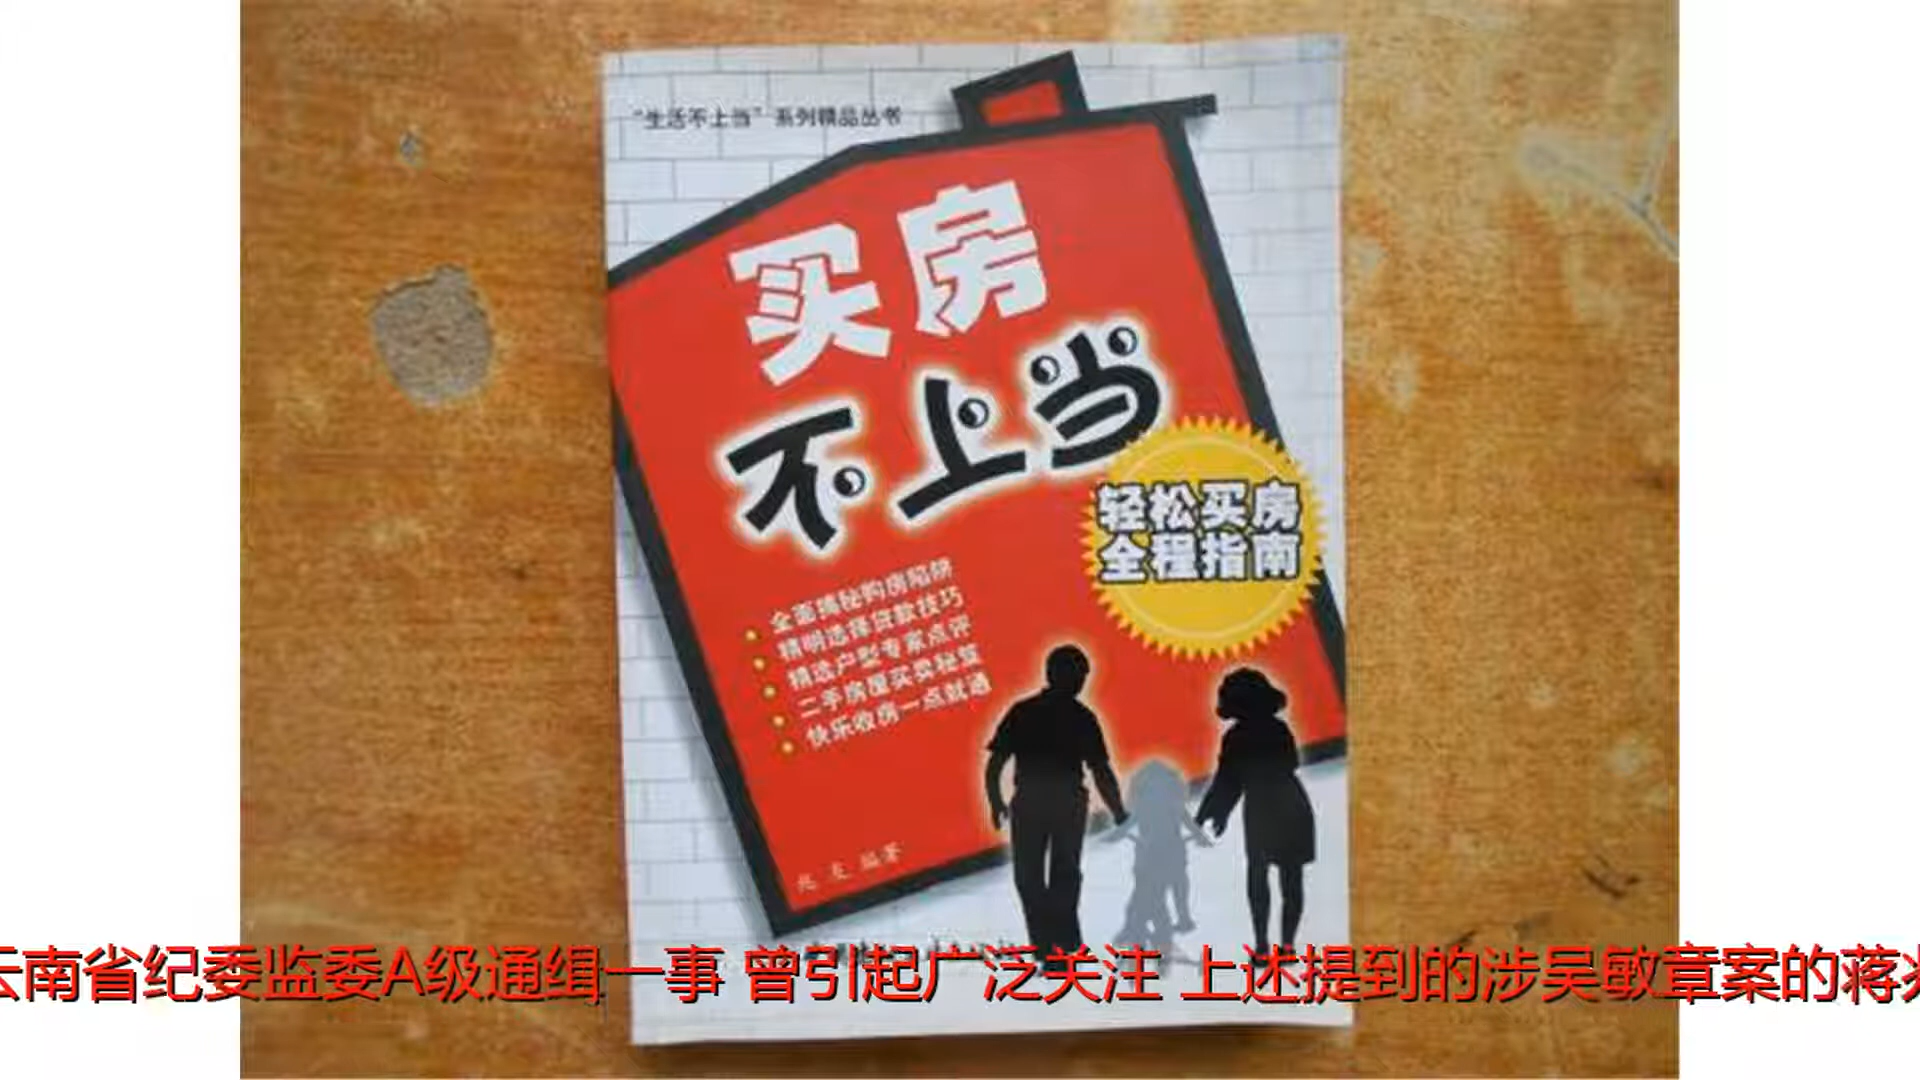 “生活不上当”系列精品丛书
买房
不上当
轻松买房
全程指南
全面揭秘购房陷阱
精明选择贷款技巧
精选户型专家点评
二手房屋买卖秘笈
快乐收房一点就通
编著
云南省纪委监委A级通缉一事 曾引起广泛关注 上述提到的涉吴敏章案的蒋兆